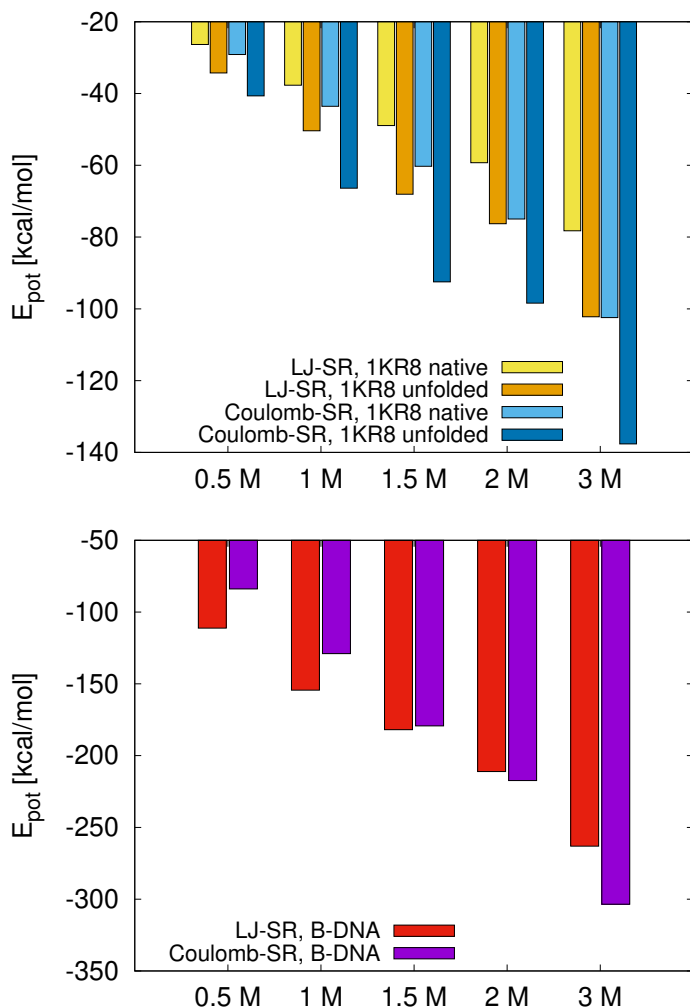 -20
-40
-60
-80
-100
-120
-140
E_pot [kcal/mol]
LJ-SR, 1KR8 native
LJ-SR, 1KR8 unfolded
Coulomb-SR, 1KR8 native
Coulomb-SR, 1KR8 unfolded
0.5 M 1 M 1.5 M 2 M 3 M
-50
-100
-150
-200
-250
-300
-350
E_pot [kcal/mol]
LJ-SR, B-DNA
Coulomb-SR, B-DNA
0.5 M 1 M 1.5 M 2 M 3 M